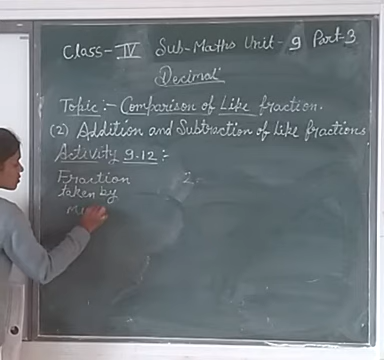 Class-IV Sub-Maths Unit-9 Part-3
Decimal
Topic:- Comparison of Like fraction.
(2) Addition and Subtraction of Like fractions
Activity 9.12:-
Fraction 2
taken by